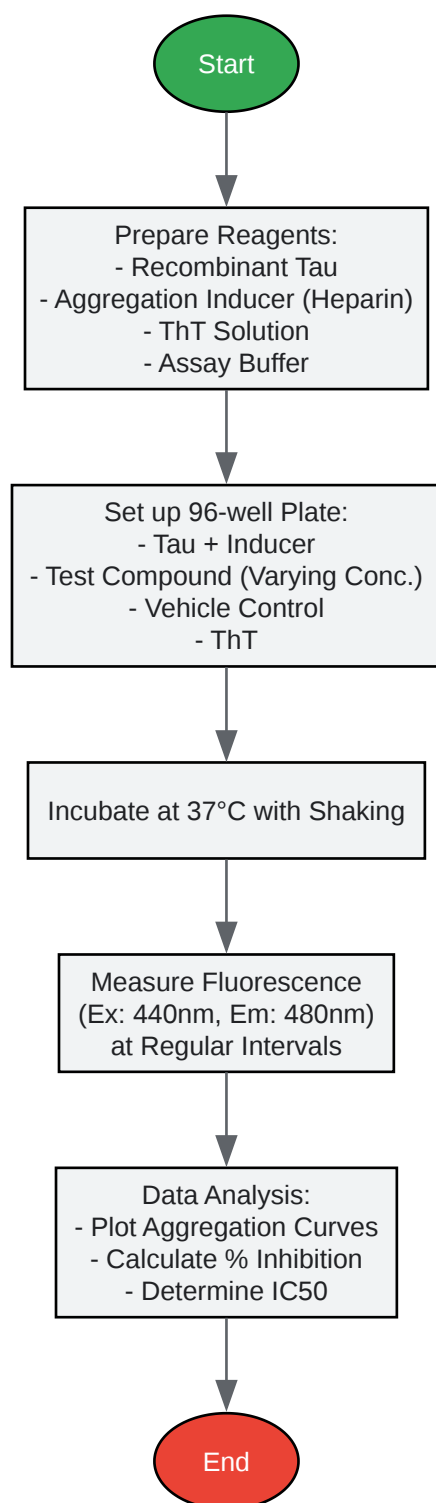 Start
Prepare Reagents:
- Recombinant Tau
- Aggregation Inducer (Heparin)
- ThT Solution
- Assay Buffer
Set up 96-well Plate:
- Tau + Inducer
- Test Compound (Varying Conc.)
- Vehicle Control
- ThT
Incubate at 37°C with Shaking
Measure Fluorescence
(Ex: 440nm, Em: 480nm)
at Regular Intervals
Data Analysis:
- Plot Aggregation Curves
- Calculate % Inhibition
- Determine IC50
End